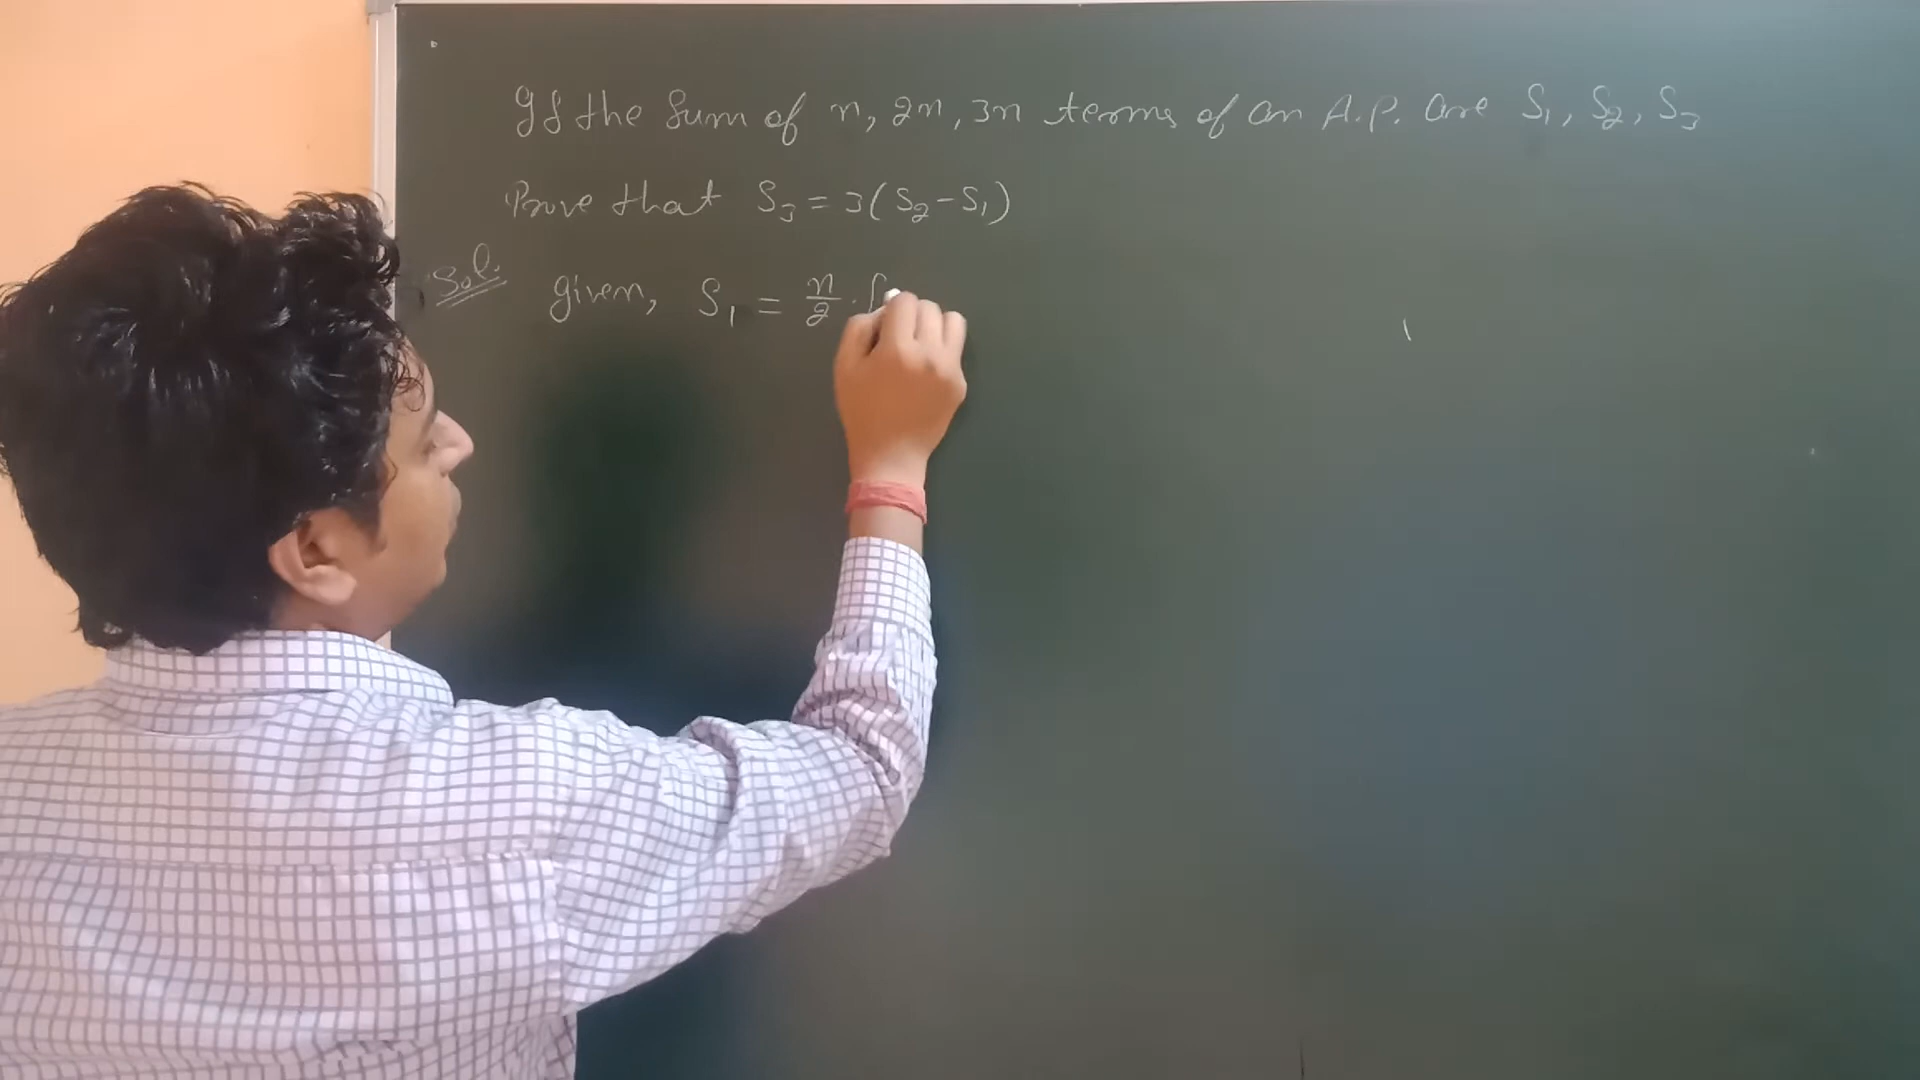 If the Sum of n, 2n, 3n terms of an A.P. are S₁, S₂, S₃
Prove that S₃ = 3(S₂-S₁)
Sol. given, S₁ = n/2 .